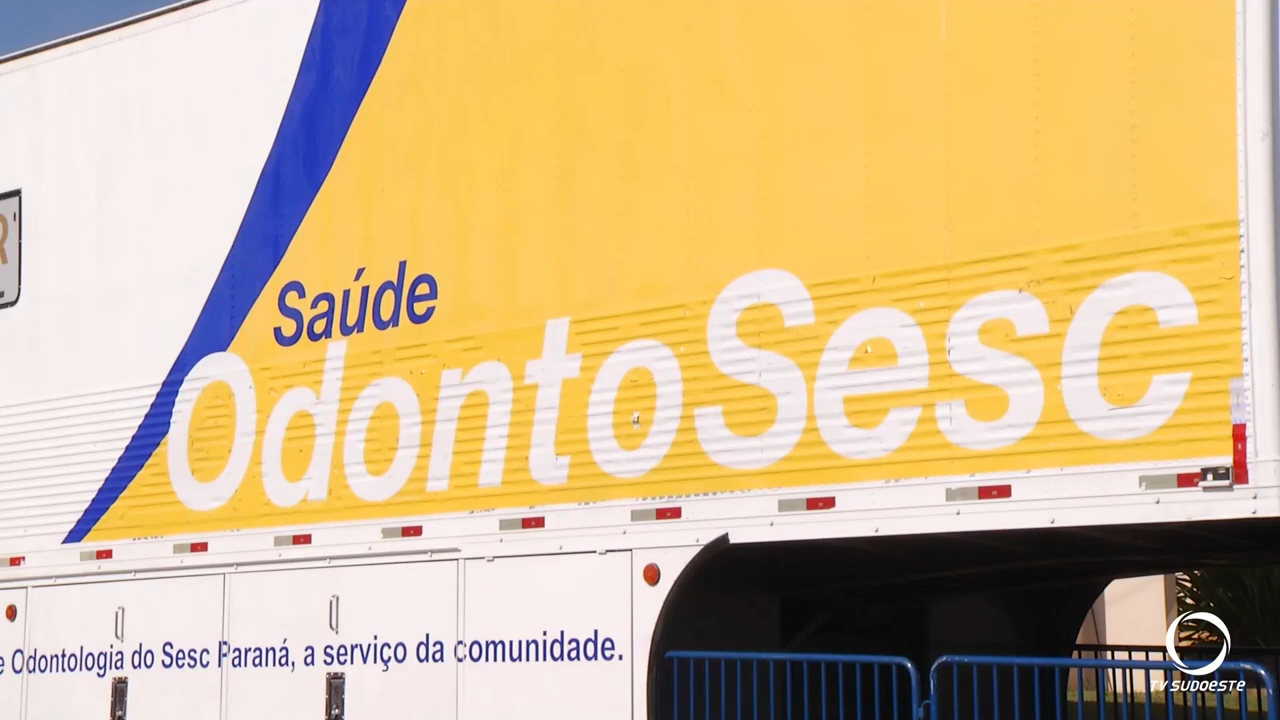 Saúde
OdontoSesc
e Odontologia do Sesc Paraná, a serviço da comunidade.
R
TV SUDOESTE